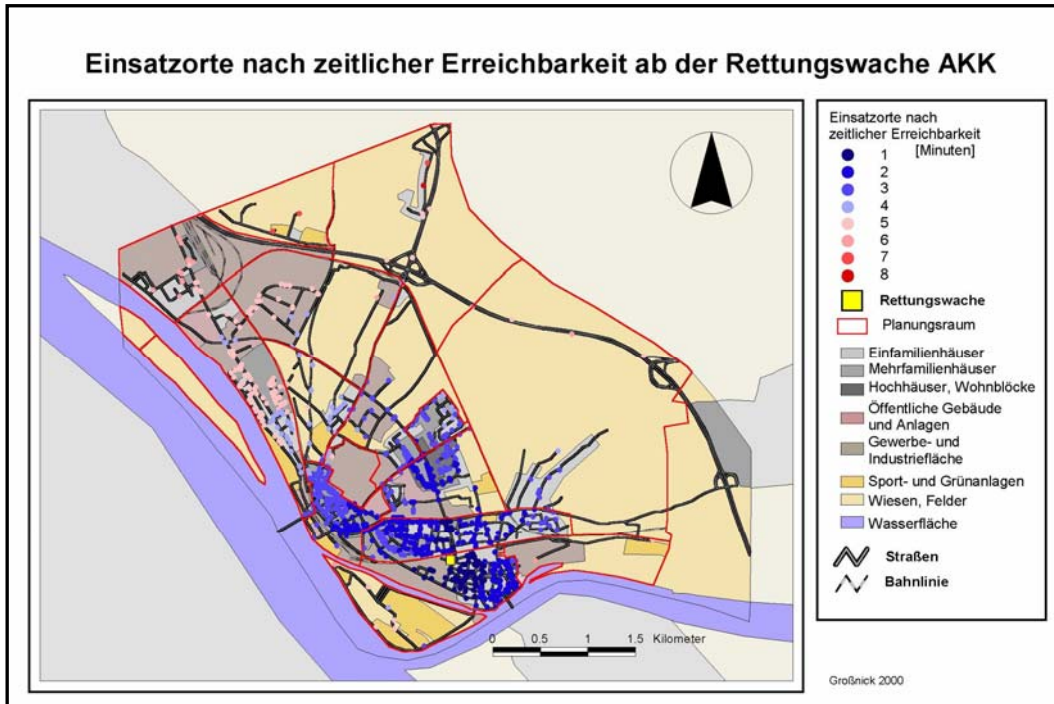 Einsatzorte nach zeitlicher Erreichbarkeit ab der Rettungswache AKK
Einsatzorte nach
zeitlicher Erreichbarkeit
[Minuten]
1
2
3
4
5
6
7
8
Rettungswache
Planungsraum
Einfamilienhäuser
Mehrfamilienhäuser
Hochhäuser, Wohnblöcke
Öffentliche Gebäude
und Anlagen
Gewerbe- und
Industriefläche
Sport- und Grünanlagen
Wiesen, Felder
Wasserfläche
Straßen
Bahnlinie
0 0.5 1 1.5 Kilometer
Großnick 2000